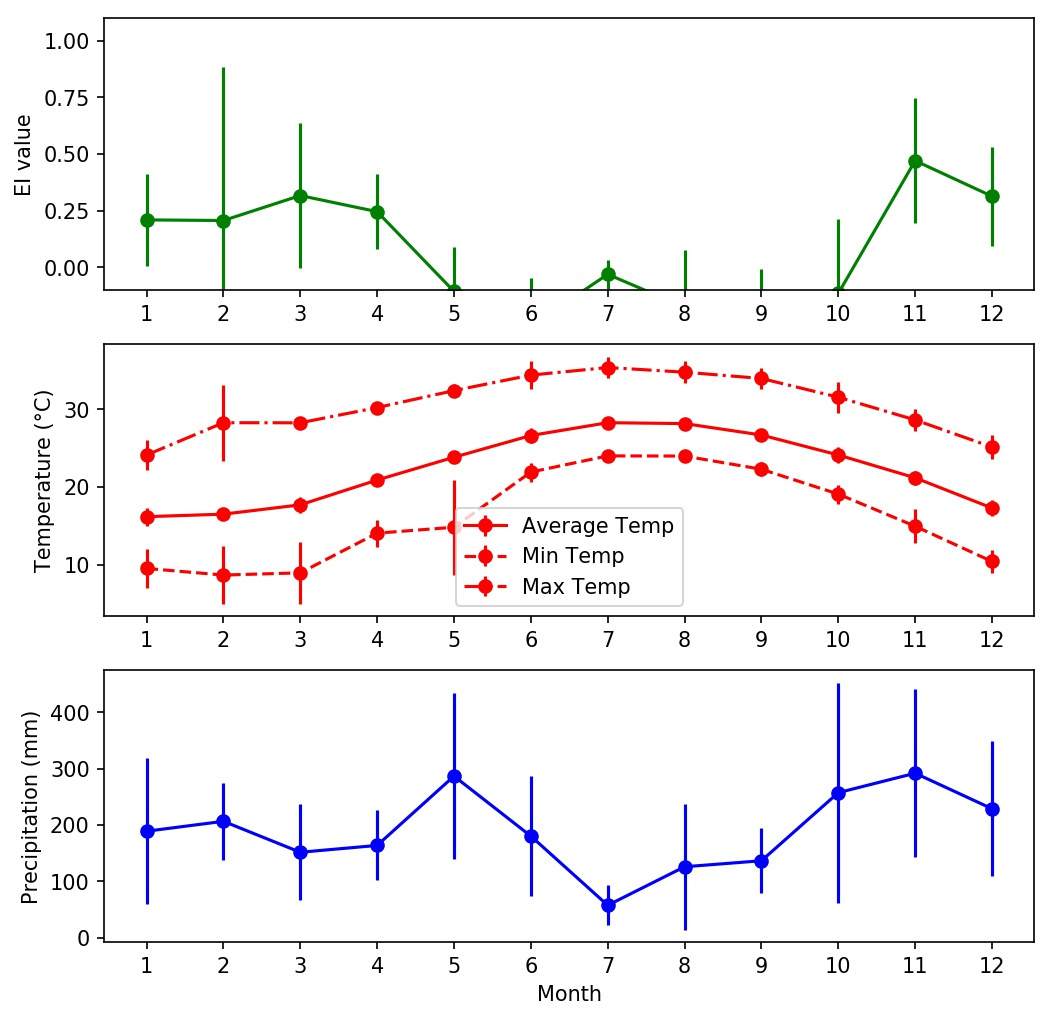 EI value
1.00
0.75
0.50
0.25
0.00
1 2 3 4 5 6 7 8 9 10 11 12
Temperature (°C)
30
20
10
Average Temp
Min Temp
Max Temp
1 2 3 4 5 6 7 8 9 10 11 12
Precipitation (mm)
400
300
200
100
0
1 2 3 4 5 6 7 8 9 10 11 12
Month